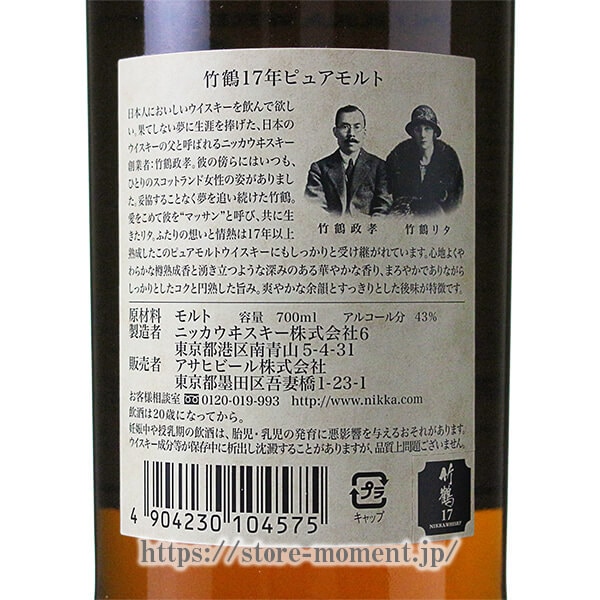 竹鶴17年ピュアモルト
日本人においしいウイスキーを飲んで欲し
い。果てしない夢に生涯を捧げた、日本の
ウイスキーの父と呼ばれるニッカウヰスキー
創業者：竹鶴政孝。彼の傍らにはいつも、
ひとりのスコットランド女性の姿がありまし
た。妥協することなく夢を追い続けた竹鶴。
愛をこめて彼を“マッサン”と呼び、共に生
きたリタ。ふたりの想いと情熱は17年以上
熟成したこのピュアモルトウイスキーにもしっかりと受け継がれています。心地よくや
わらかな樽熟成香と湧き立つような深みのある華やかな香り、まろやかでありながら
しっかりとしたコクと円熟した旨み。爽やかな余韻とすっきりとした後味が特徴です。
竹鶴政孝 竹鶴リタ
原材料 モルト 容量 700ml アルコール分 43%
製造者 ニッカウヰスキー株式会社6
東京都港区南青山5-4-31
販売者 アサヒビール株式会社
東京都墨田区吾妻橋1-23-1
お客様相談室 0120-019-993 http://www.nikka.com/
飲酒は20歳になってから。
妊娠中や授乳期の飲酒は、胎児・乳児の発育に悪影響を与えるおそれがあります。
ウイスキー成分等が保存中に折出し沈澱することがありますが、品質上問題ございません。
4 904230 104575
プラ
キャップ
竹鶴
17
NIKKA WHISKY
https://store-moment.jp/